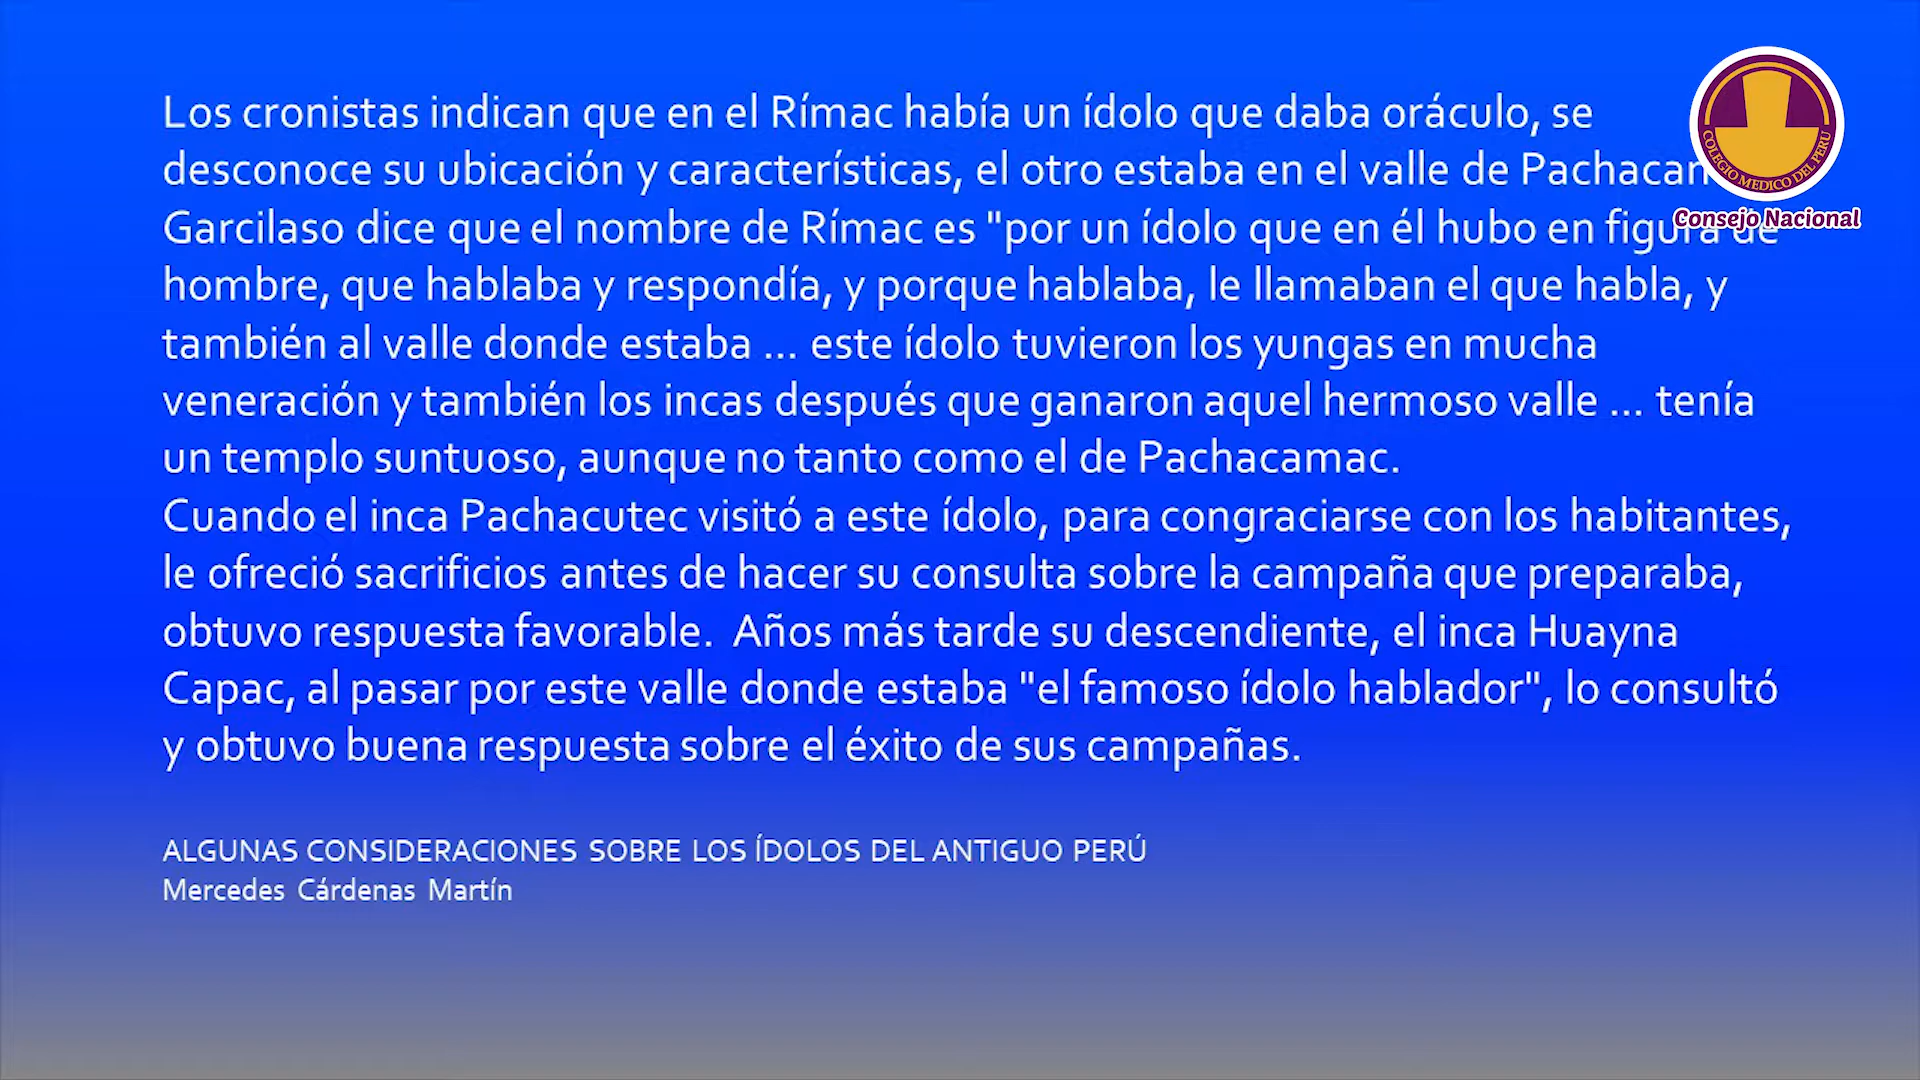 Los cronistas indican que en el Rímac había un ídolo que daba oráculo, se
desconoce su ubicación y características, el otro estaba en el valle de
Garcilaso dice que el nombre de Rímac es "por un ídolo que en él hubo en figura de
hombre, que hablaba y respondía, y porque hablaba, le llamaban el que habla, y
también al valle donde estaba ... este ídolo tuvieron los yungas en mucha
veneración y también los incas después que ganaron aquel hermoso valle ... tenía
un templo suntuoso, aunque no tanto como el de Pachacamac.
Cuando el inca Pachacutec visitó a este ídolo, para congraciarse con los habitantes,
le ofreció sacrificios antes de hacer su consulta sobre la campaña que preparaba,
obtuvo respuesta favorable. Años más tarde su descendiente, el inca Huayna
Capac, al pasar por este valle donde estaba "el famoso ídolo hablador", lo consultó
y obtuvo buena respuesta sobre el éxito de sus campañas.
ALGUNAS CONSIDERACIONES SOBRE LOS ÍDOLOS DEL ANTIGUO PERÚ
Mercedes Cárdenas Martín
COLEGIO MEDICO DEL PERU
Consejo Nacional